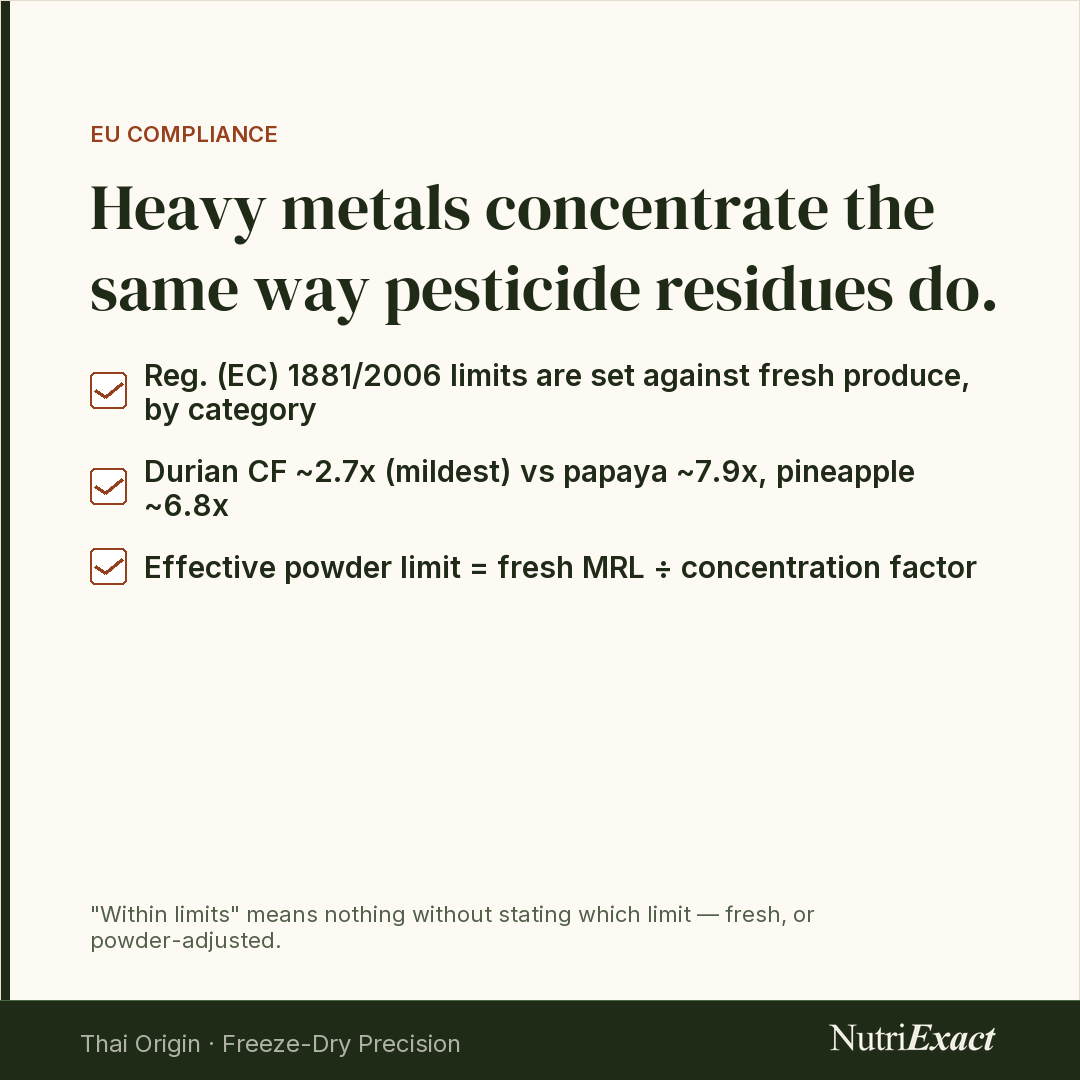 EU COMPLIANCE
Heavy metals concentrate the
same way pesticide residues do.
Reg. (EC) 1881/2006 limits are set against fresh produce,
by category
Durian CF ~2.7x (mildest) vs papaya ~7.9x, pineapple
~6.8x
Effective powder limit = fresh MRL ÷ concentration factor
"Within limits" means nothing without stating which limit — fresh, or
powder-adjusted.
Thai Origin · Freeze-Dry Precision
NutriExact